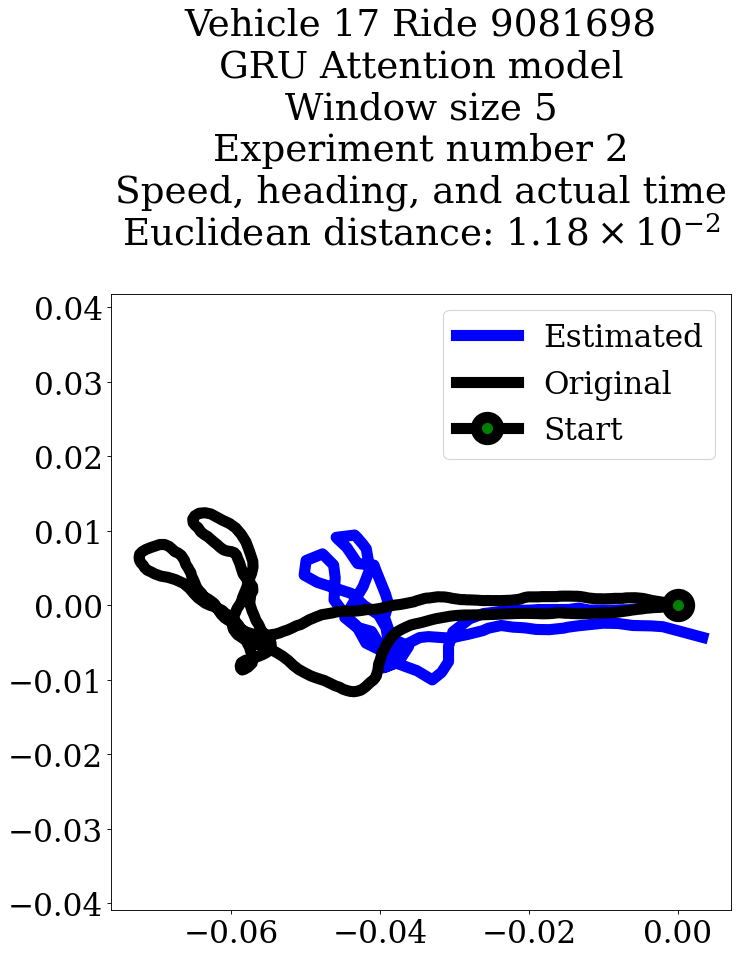 Vehicle 17 Ride 9081698
GRU Attention model
Window size 5
Experiment number 2
Speed, heading, and actual time
Euclidean distance: 1.18 × 10⁻²
Estimated
Original
Start
0.04
0.03
0.02
0.01
0.00
−0.01
−0.02
−0.03
−0.04
−0.06
−0.04
−0.02
0.00